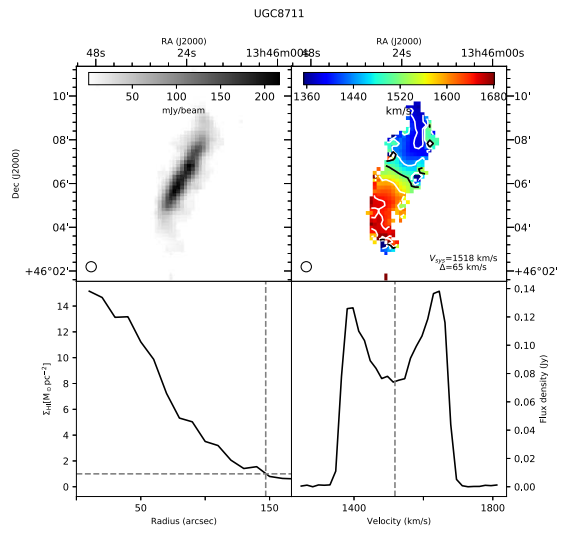 UGC8711
RA (J2000)
RA (J2000)
48s 24s 13h46m00s
48s 24s 13h46m00s
50 100 150 200
mJy/beam
1360 1440 1520 1600 1680
km/s
Dec (J2000)
10'
08'
06'
04'
+46°02'
10'
08'
06'
04'
+46°02'
V_sys=1518 km/s
Δ=65 km/s
Σ_HI[M_⊙pc⁻²]
14
12
10
8
6
4
2
0
50 150
Radius (arcsec)
1400 1600 1800
Velocity (km/s)
0.14
0.12
0.10
0.08
0.06
0.04
0.02
0.00
Flux density (Jy)